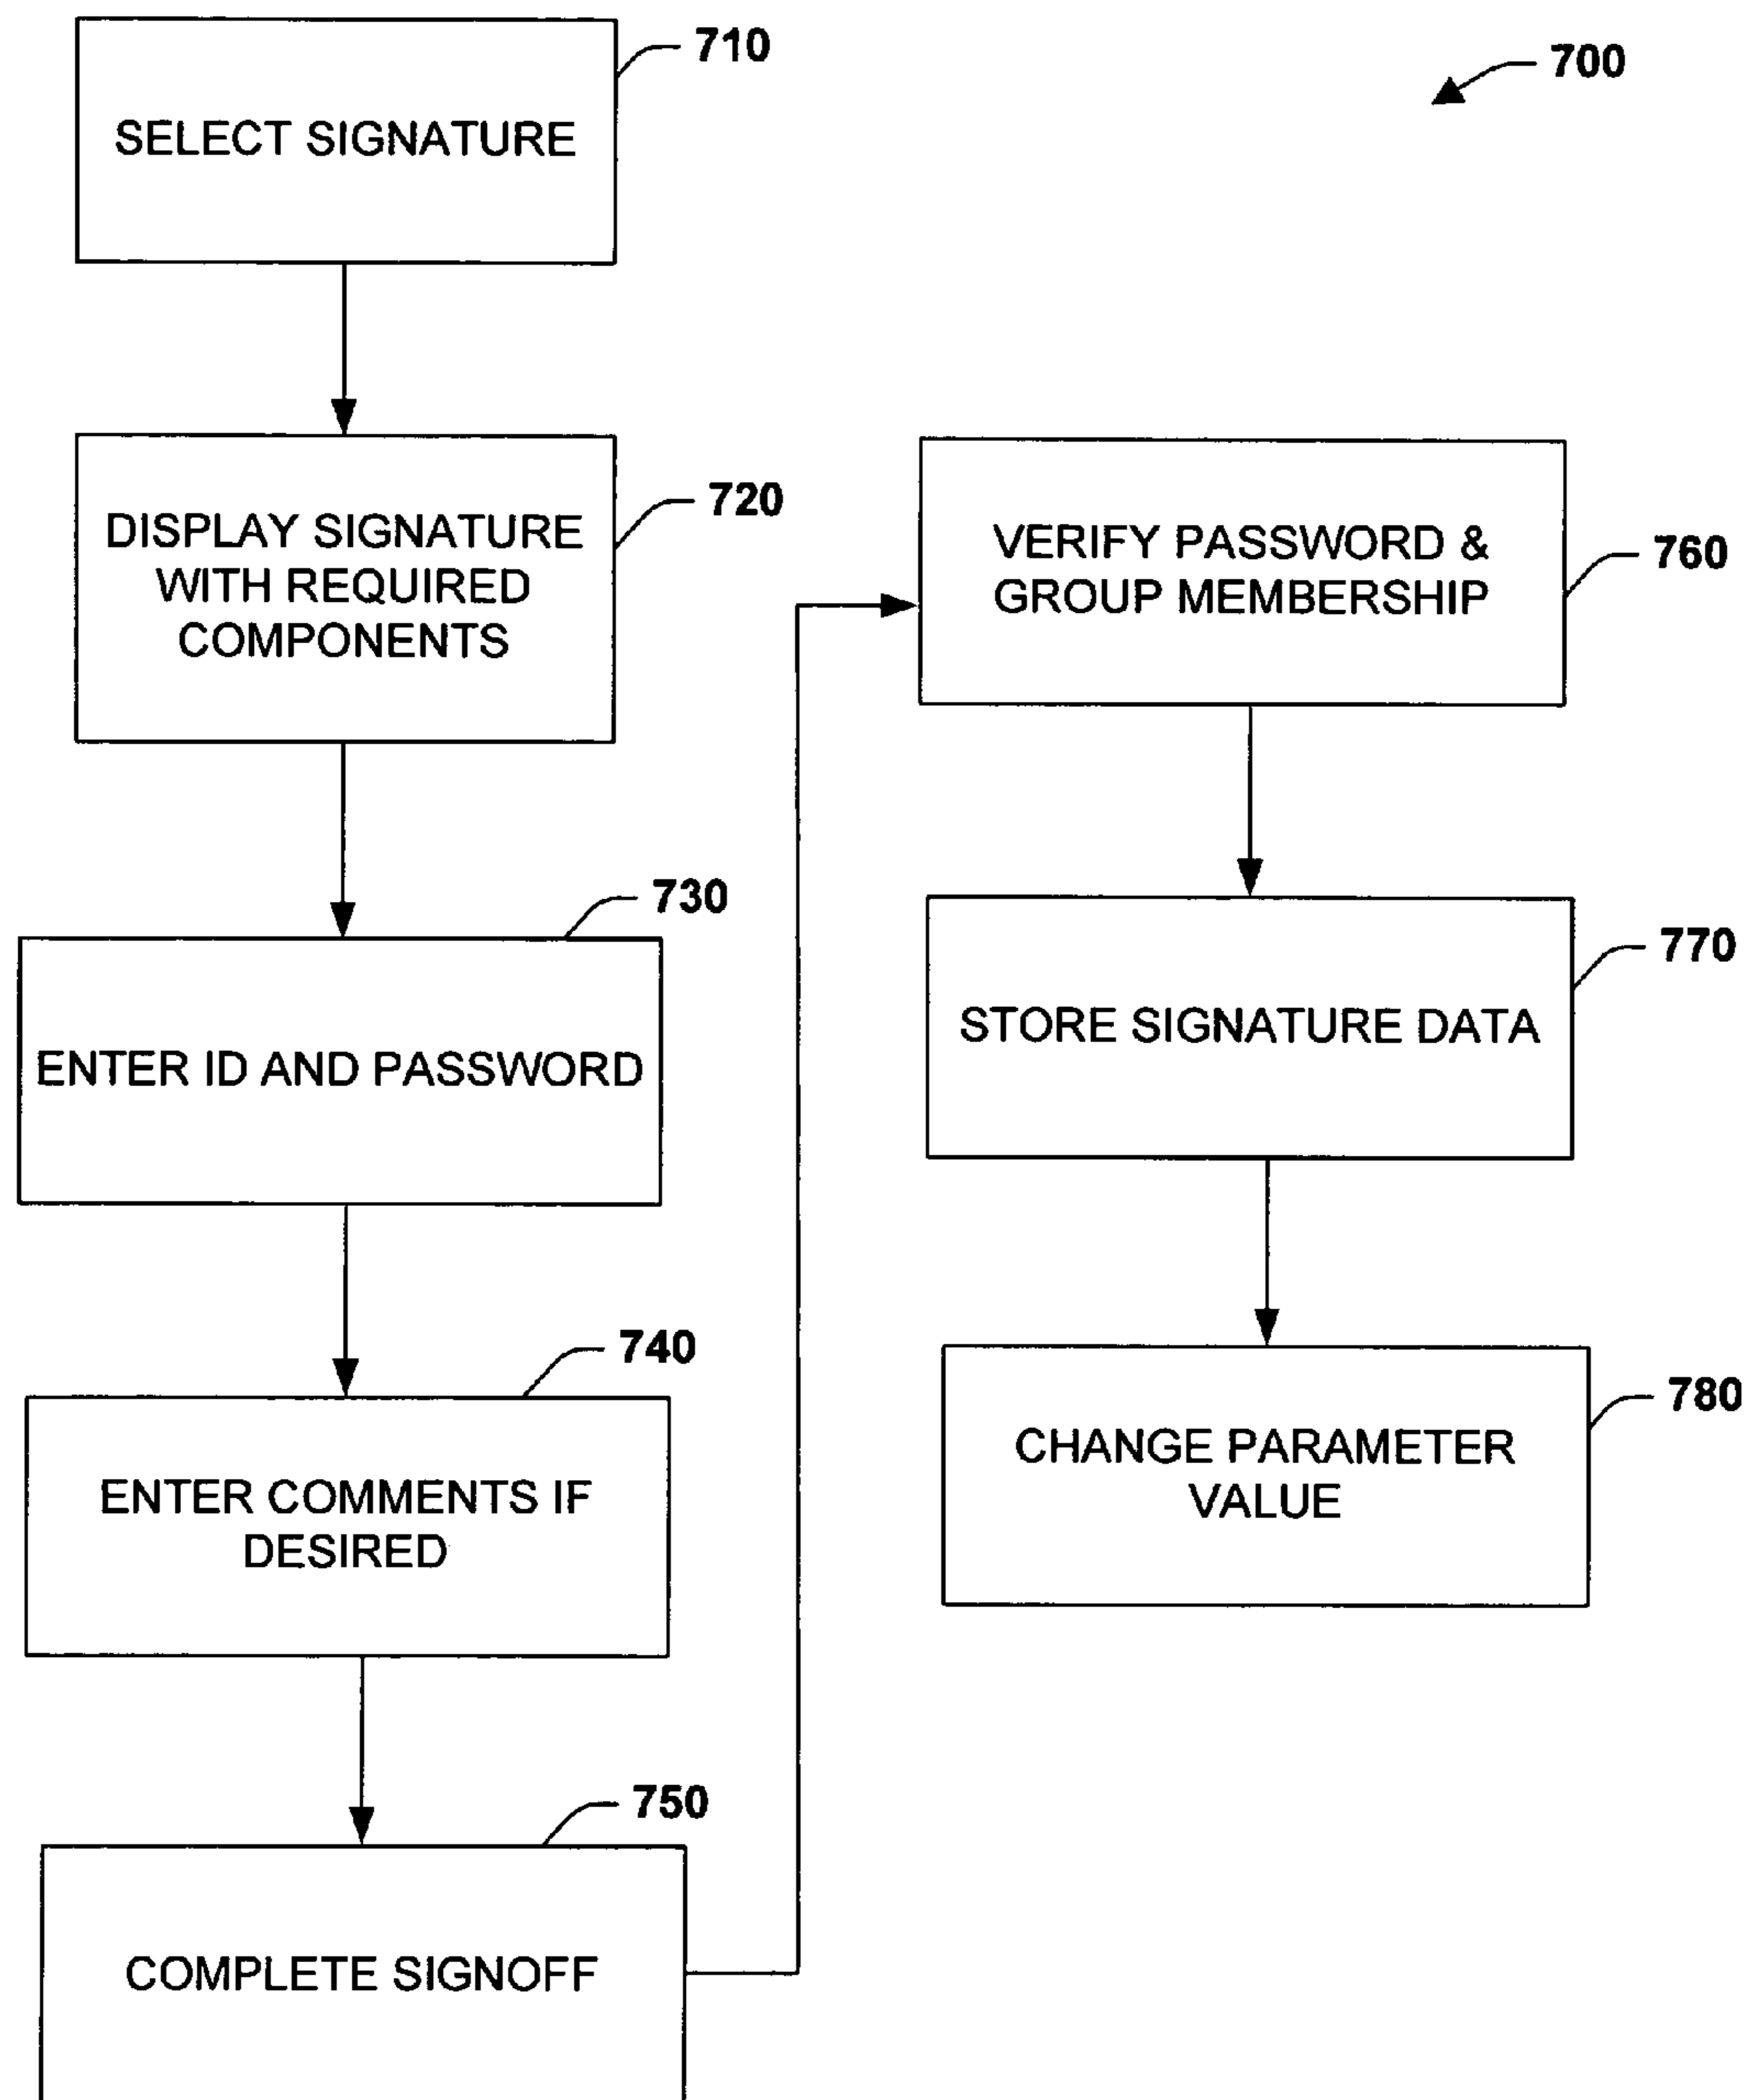 710
700
SELECT SIGNATURE
720
DISPLAY SIGNATURE
WITH REQUIRED
COMPONENTS
730
ENTER ID AND PASSWORD
740
ENTER COMMENTS IF
DESIRED
750
COMPLETE SIGNOFF
760
VERIFY PASSWORD &
GROUP MEMBERSHIP
770
STORE SIGNATURE DATA
780
CHANGE PARAMETER
VALUE